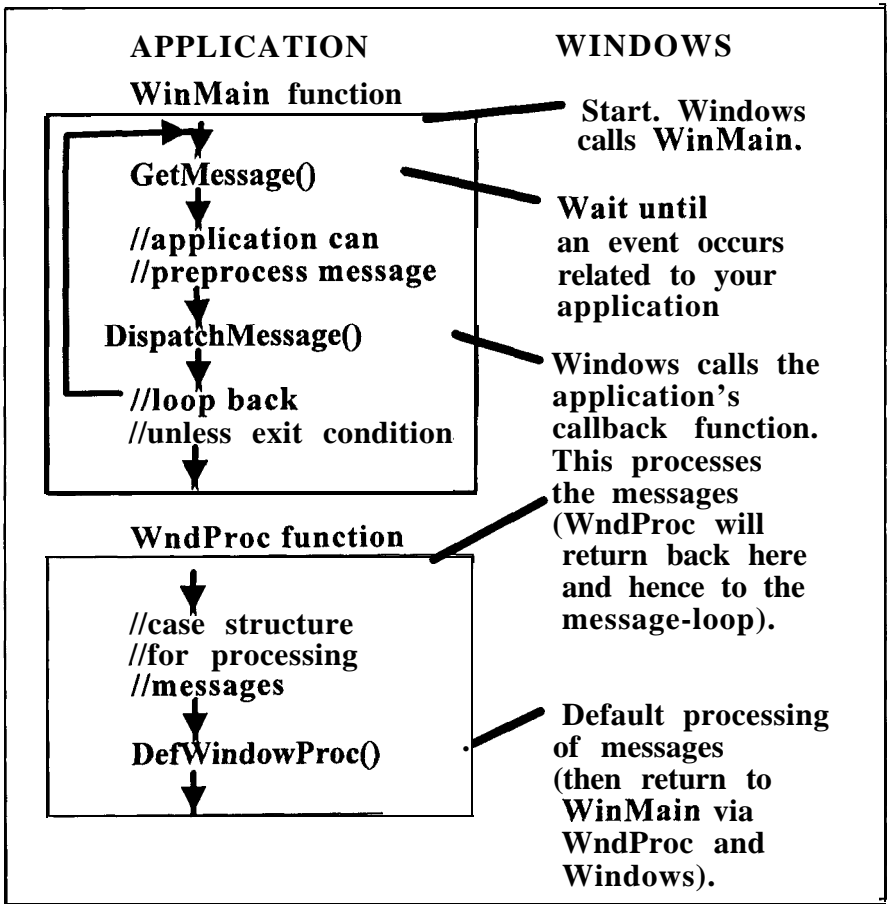 APPLICATION
WinMain function
GetMessage()
//application can
//preprocess message
DispatchMessage()
//loop back
//unless exit condition
WndProc function
//case structure
//for processing
//messages
DefWindowProc()
WINDOWS
Start. Windows
calls WinMain.
Wait until
an event occurs
related to your
application
Windows calls the
application's
callback function.
This processes
the messages
(WndProc will
return back here
and hence to the
message-loop).
Default processing
of messages
(then return to
WinMain via
WndProc and
Windows).